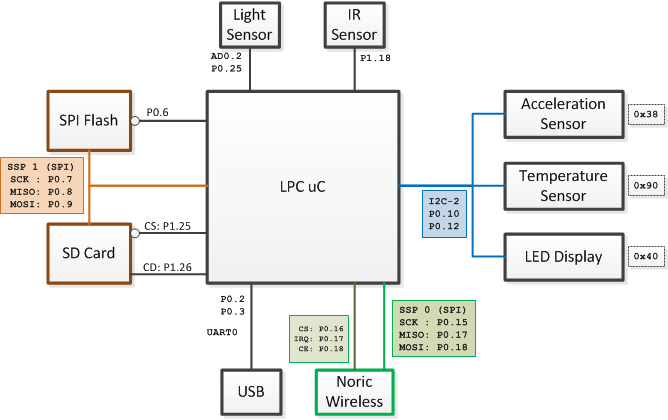 Light
Sensor
IR
Sensor
AD0.2
P0.25
P1.18
SPI Flash
P0.6
Acceleration
Sensor
0x38
SSP 1 (SPI)
SCK : P0.7
MISO: P0.8
MOSI: P0.9
LPC uC
Temperature
Sensor
0x90
I2C-2
P0.10
P0.12
SD Card
CS: P1.25
CD: P1.26
LED Display
0x40
P0.2
P0.3
UART0
CS: P0.16
IRQ: P0.17
CE: P0.18
SSP 0 (SPI)
SCK : P0.15
MISO: P0.17
MOSI: P0.18
USB
Noric
Wireless